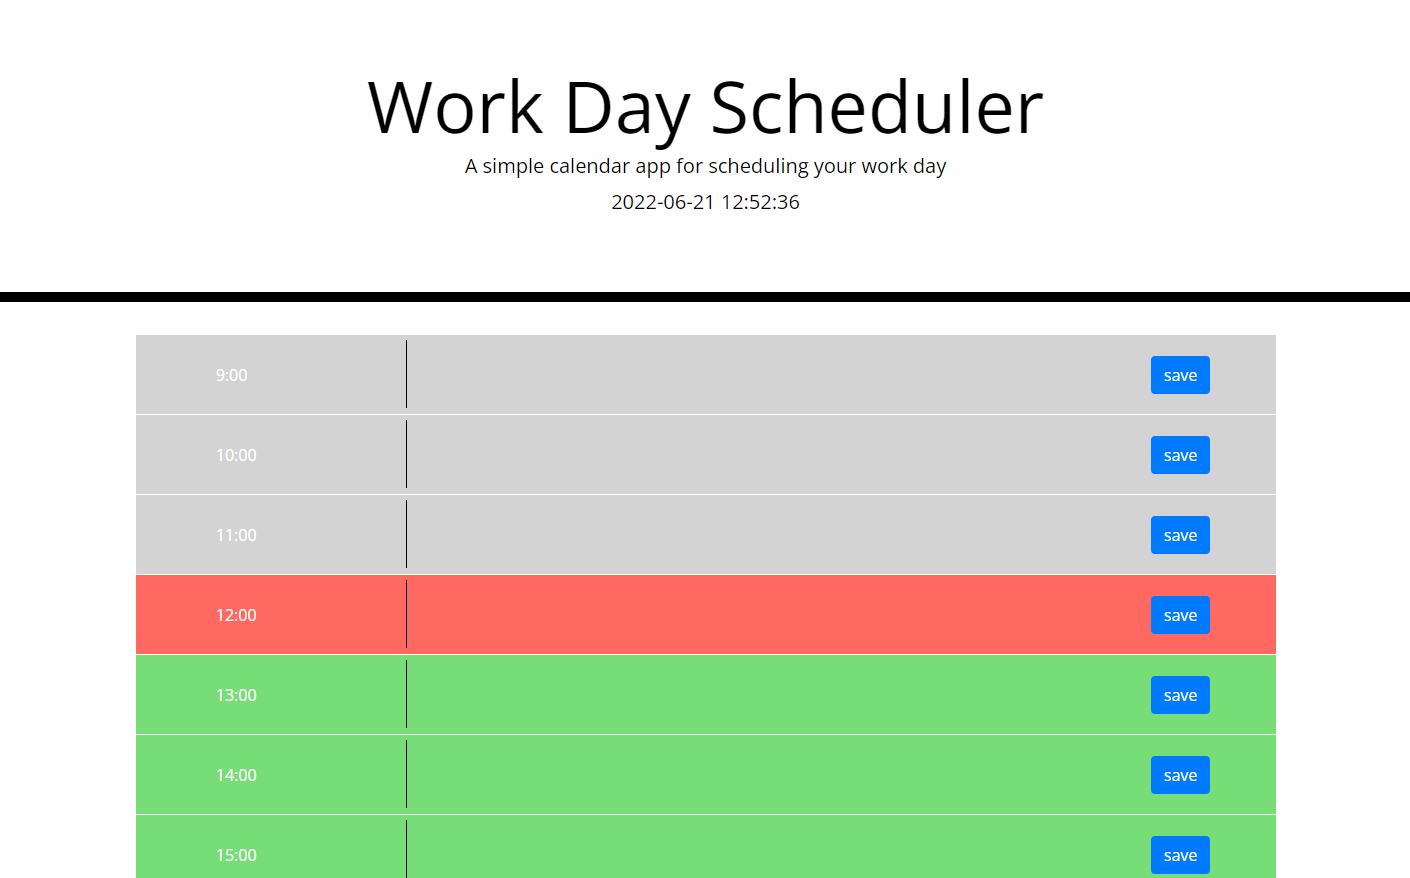 Work Day Scheduler
A simple calendar app for scheduling your work day
2022-06-21 12:52:36
9:00 save
10:00 save
11:00 save
12:00 save
13:00 save
14:00 save
15:00 save